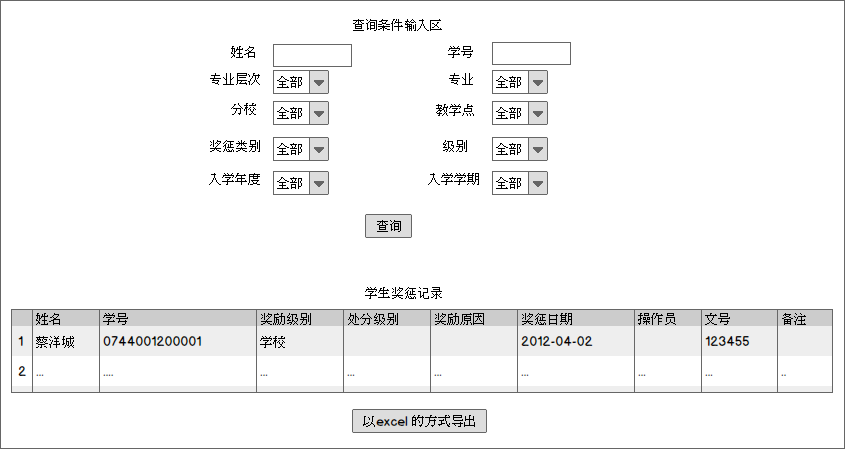 查询条件输入区
姓名 学号
专业层次 全部 专业 全部
分校 全部 教学点 全部
奖惩类别 全部 级别 全部
入学年度 全部 入学学期 全部
查询
学生奖惩记录
姓名 学号 奖励级别 处分级别 奖励原因 奖惩日期 操作员 文号 备注
1 蔡洋城 0744001200001 学校 2012-04-02 123455
2 ... .... ... ... ... ... ... ... ..
以excel 的方式导出